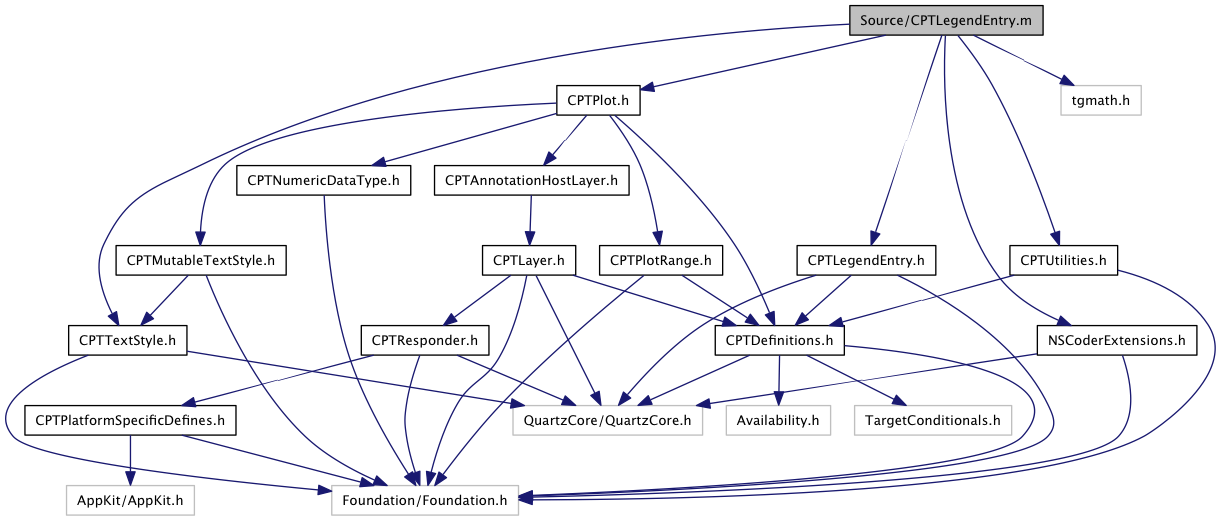 Source/CPTLegendEntry.m
CPTPlot.h
tgmath.h
CPTNumericDataType.h
CPTAnnotationHostLayer.h
CPTMutableTextStyle.h
CPTLayer.h
CPTPlotRange.h
CPTLegendEntry.h
CPTUtilities.h
CPTTextStyle.h
CPTResponder.h
CPTDefinitions.h
NSCoderExtensions.h
CPTPlatformSpecificDefines.h
QuartzCore/QuartzCore.h
Availability.h
TargetConditionals.h
AppKit/AppKit.h
Foundation/Foundation.h